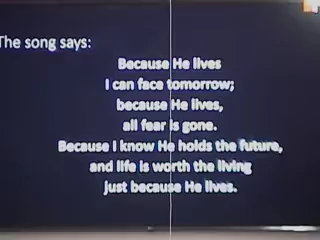 The song says:
Because He lives
I can face tomorrow;
because He lives,
all fear is gone.
Because I know He holds the future,
and life is worth the living
just because He lives.